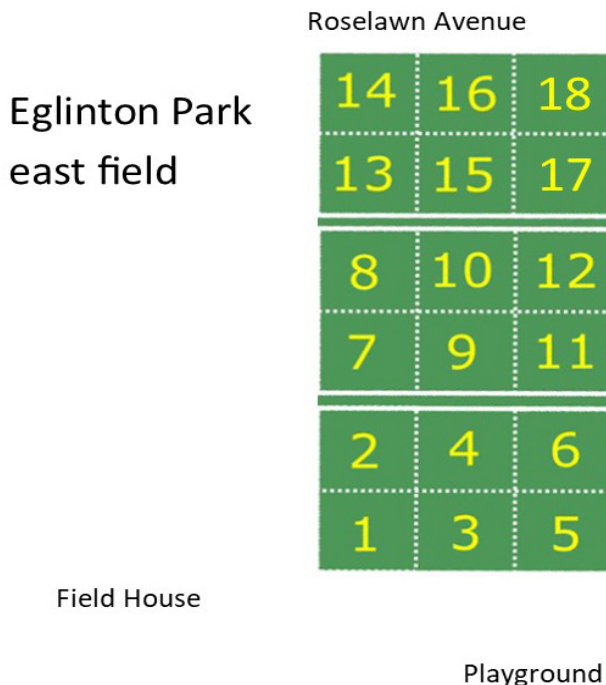 Roselawn Avenue
Eglinton Park
east field
14 16 18
13 15 17
8 10 12
7 9 11
2 4 6
1 3 5
Field House
Playground